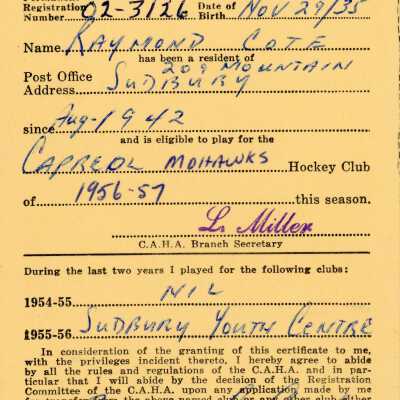 Registration 02-3126 Date of Nov 29/35
Number Birth
Name RAYMOND COTE
has been a resident of
Post Office 209 MOUNTAIN
Address SUDBURY
since Aug-1942
and is eligible to play for the
CAPREOL MOHAWKS Hockey Club
of 1956-57 this season.
L. Miller
C.A.H.A. Branch Secretary
During the last two years I played for the following clubs:
1954-55 NIL
1955-56 SUDBURY YOUTH CENTRE
In consideration of the granting of this certificate to me,
with the privileges incident thereto, I hereby agree to abide
by all the rules and regulations of the C.A.H.A. and in par-
ticular that I will abide by the decision of the Registration
Committee of the C.A.H.A. upon any application made by me